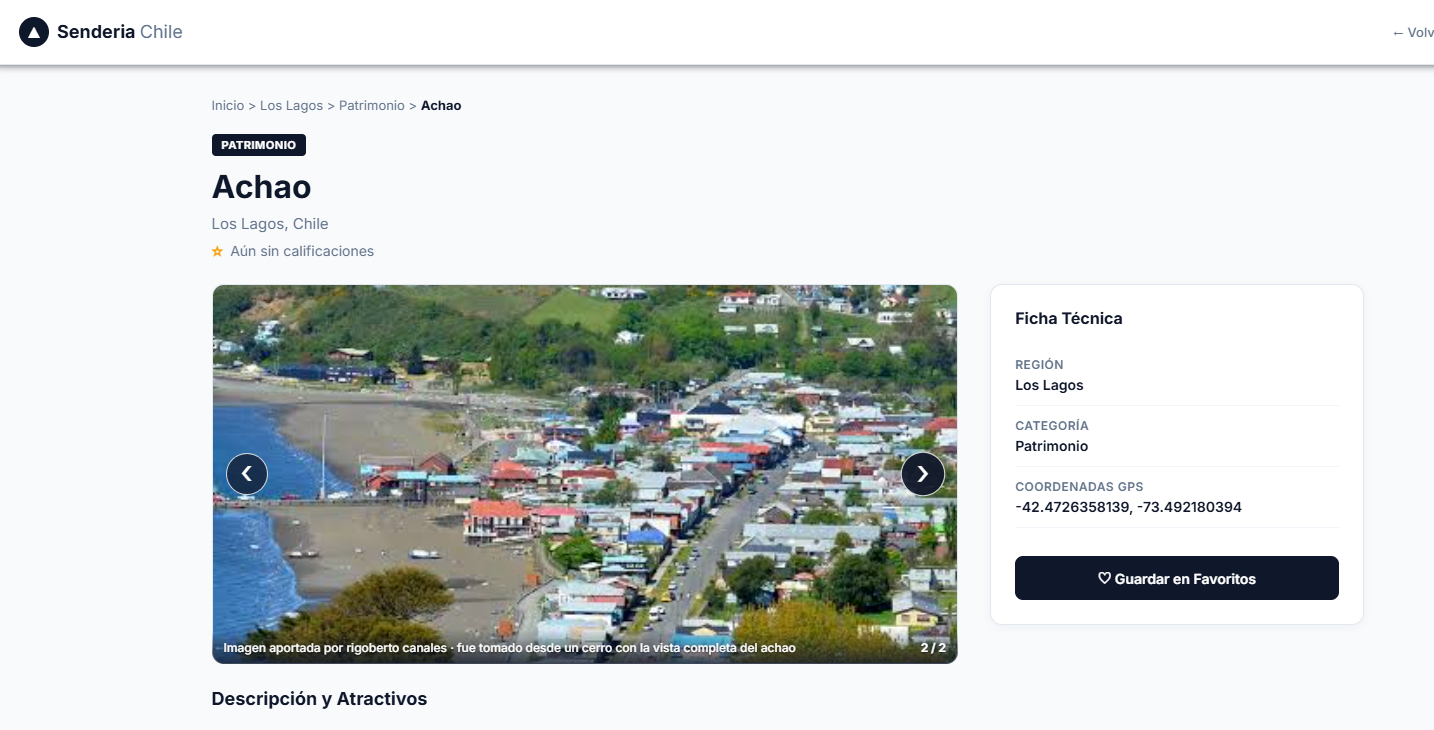 Senderia Chile
← Volv
Inicio > Los Lagos > Patrimonio > Achao
PATRIMONIO
Achao
Los Lagos, Chile
Aún sin calificaciones
Imagen aportada por rigoberto canales · fue tomado desde un cerro con la vista completa del achao
2 / 2
Ficha Técnica
REGIÓN
Los Lagos
CATEGORÍA
Patrimonio
COORDENADAS GPS
-42.4726358139, -73.492180394
♡ Guardar en Favoritos
Descripción y Atractivos